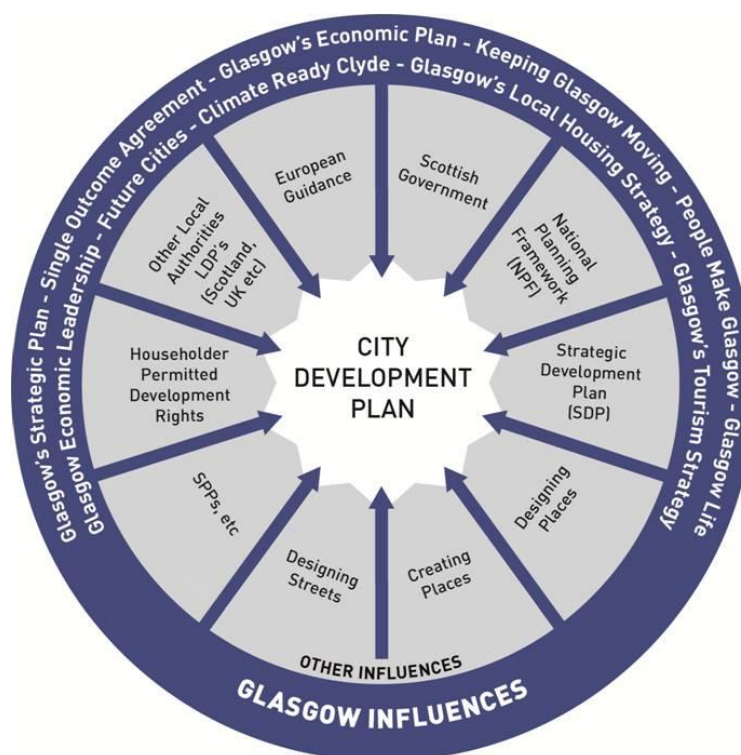 Glasgow's Strategic Plan - Single Outcome Agreement - Glasgow's Economic Plan - Keeping Glasgow Moving - People Make Glasgow - Glasgow Life
Glasgow Economic Leadership - Future Cities - Climate Ready Clyde - Glasgow's Local Housing Strategy - Glasgow's Tourism Strategy
European
Guidance
Scottish
Government
National
Planning
Framework
(NPF)
Strategic
Development
Plan
(SDP)
Designing
Places
Creating
Places
Designing
Streets
SPPs, etc
Householder
Permitted
Development
Rights
Other Local
Authorities
LDP's
(Scotland,
UK etc)
CITY
DEVELOPMENT
PLAN
OTHER INFLUENCES
GLASGOW INFLUENCES